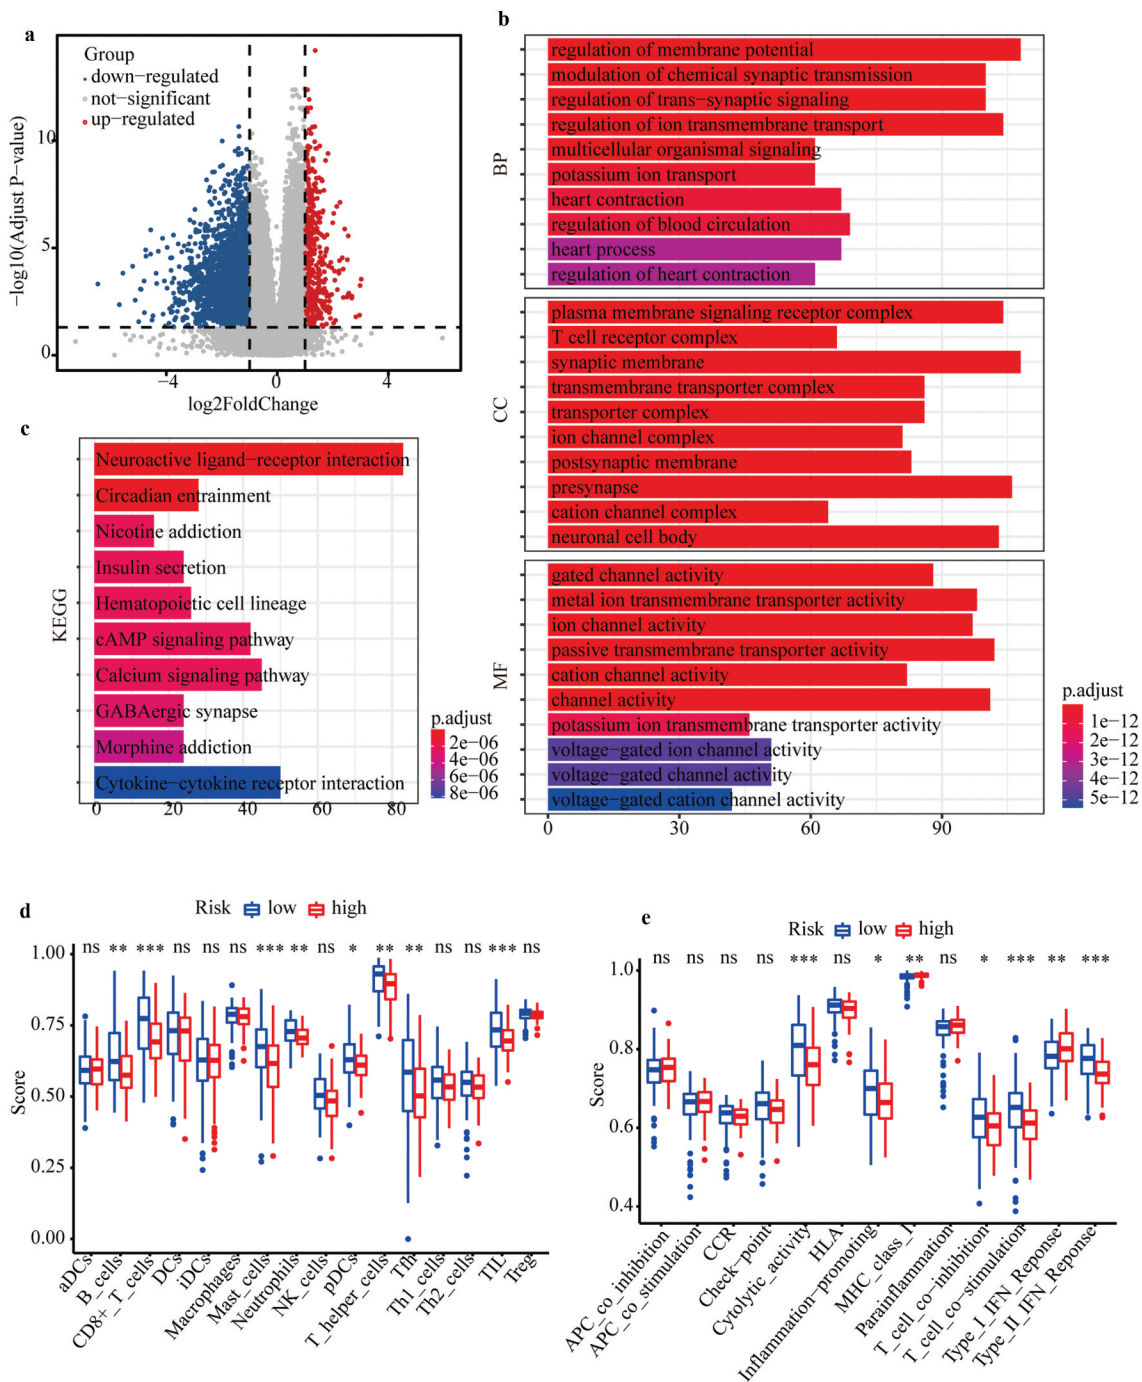 a
Group
down−regulated
not−significant
up−regulated
−log10(Adjust P−value)
10
5
0
−4
0
4
log2FoldChange
b
BP
regulation of membrane potential
modulation of chemical synaptic transmission
regulation of trans−synaptic signaling
regulation of ion transmembrane transport
multicellular organismal signaling
potassium ion transport
heart contraction
regulation of blood circulation
heart process
regulation of heart contraction
CC
plasma membrane signaling receptor complex
T cell receptor complex
synaptic membrane
transmembrane transporter complex
transporter complex
ion channel complex
postsynaptic membrane
presynapse
cation channel complex
neuronal cell body
MF
gated channel activity
metal ion transmembrane transporter activity
ion channel activity
passive transmembrane transporter activity
cation channel activity
channel activity
potassium ion transmembrane transporter activity
voltage−gated ion channel activity
voltage−gated channel activity
voltage−gated cation channel activity
0
30
60
90
p.adjust
1e−12
2e−12
3e−12
4e−12
5e−12
c
KEGG
Neuroactive ligand−receptor interaction
Circadian entrainment
Nicotine addiction
Insulin secretion
Hematopoietic cell lineage
cAMP signaling pathway
Calcium signaling pathway
GABAergic synapse
Morphine addiction
Cytokine−cytokine receptor interaction
0
20
40
60
80
p.adjust
2e−06
4e−06
6e−06
8e−06
d
Risk low high
ns ** *** ns ns ns *** ** ns * ** ** ns ns *** ns
Score
1.00
0.75
0.50
0.25
0.00
aDCs
B_cells
CD8+_T_cells
DCs
iDCs
Macrophages
Mast_cells
Neutrophils
NK_cells
pDCs
T_helper_cells
Tfh
Th1_cells
Th2_cells
TIL
Treg
e
Risk low high
ns ns ns ns *** ns * ** ns * *** ** ***
Score
1.0
0.8
0.6
0.4
APC_co_inhibition
APC_co_stimulation
CCR
Check−point
Cytolytic_activity
HLA
Inflammation−promoting
MHC_class_I
Parainflammation
T_cell_co−inhibition
T_cell_co−stimulation
Type_I_IFN_Reponse
Type_II_IFN_Reponse